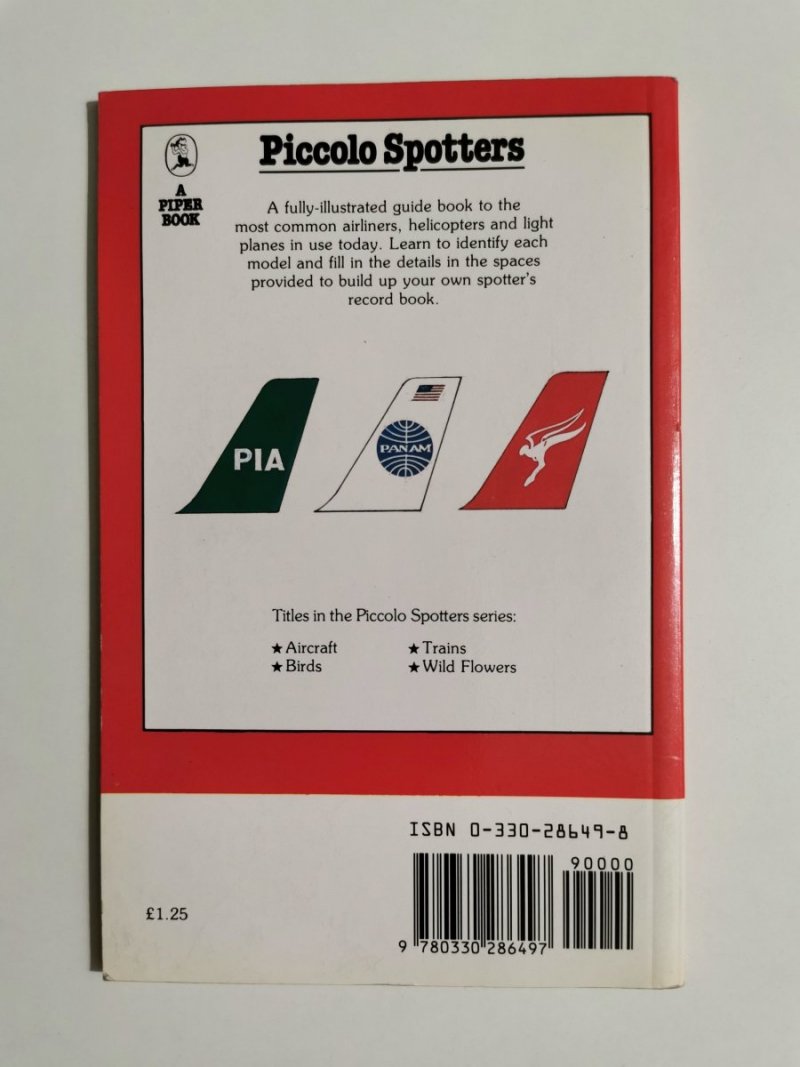 Piccolo Spotters
A
PIPER
BOOK
A fully-illustrated guide book to the
most common airliners, helicopters and light
planes in use today. Learn to identify each
model and fill in the details in the spaces
provided to build up your own spotter's
record book.
PIA
PAN AM
Titles in the Piccolo Spotters series:
★ Aircraft
★ Birds
★ Trains
★ Wild Flowers
ISBN 0-330-28649-8
90000
£1.25
9 780330 286497